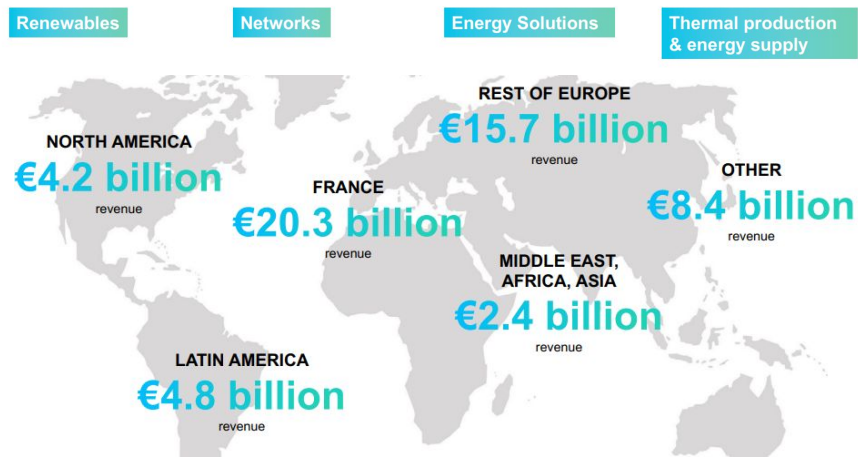 Renewables
Networks
Energy Solutions
Thermal production
& energy supply
REST OF EUROPE
€15.7 billion
revenue
NORTH AMERICA
€4.2 billion
revenue
FRANCE
€20.3 billion
revenue
OTHER
€8.4 billion
revenue
MIDDLE EAST,
AFRICA, ASIA
€2.4 billion
revenue
LATIN AMERICA
€4.8 billion
revenue